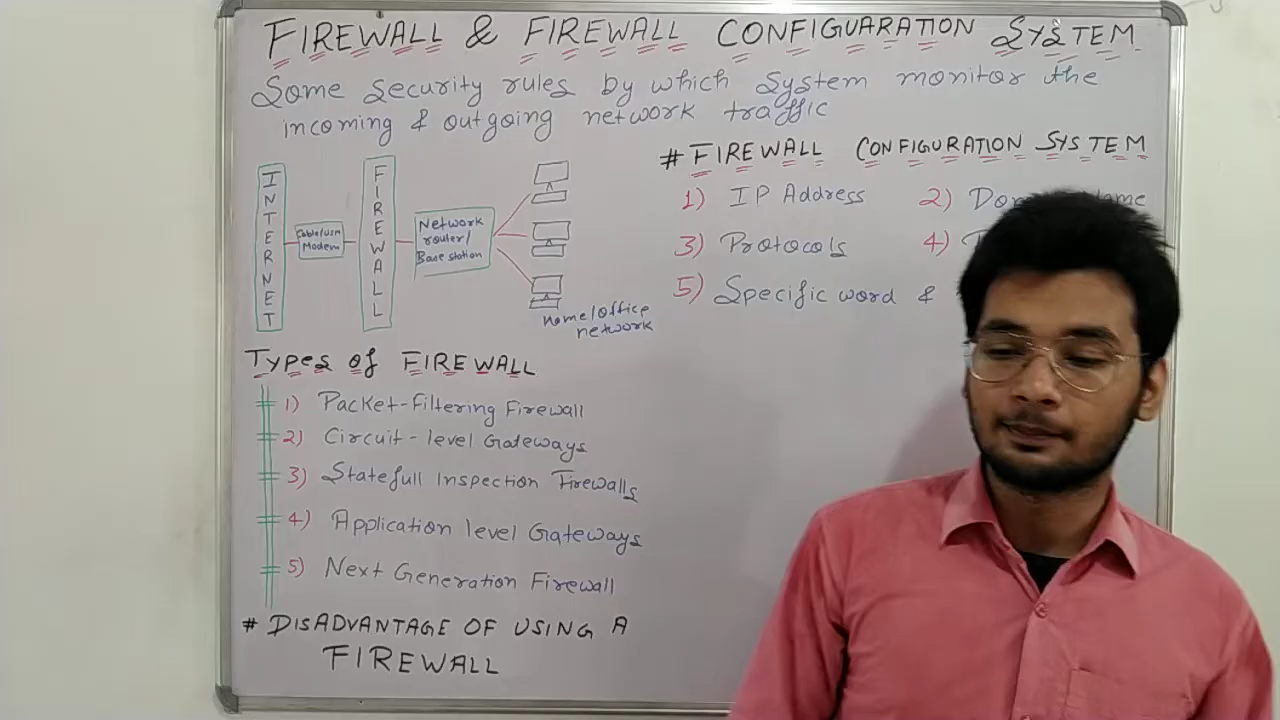 FIREWALL & FIREWALL CONFIGUARATION SYSTEM
Some security rules by which system monitor the
incoming & outgoing network traffic
INTERNET
Modem
FIREWALL
Network
router/
Base station
Home/office
network
# FIREWALL CONFIGURATION SYSTEM
1) IP Address
2)
3) Protocols
4)
5) Specific word &
Types of FIREWALL
1) Packet-Filtering Firewall
2) Circuit-level Gateways
3) Statefull Inspection Firewalls
4) Application level Gateways
5) Next Generation Firewall
# DISADVANTAGE OF USING A
FIREWALL